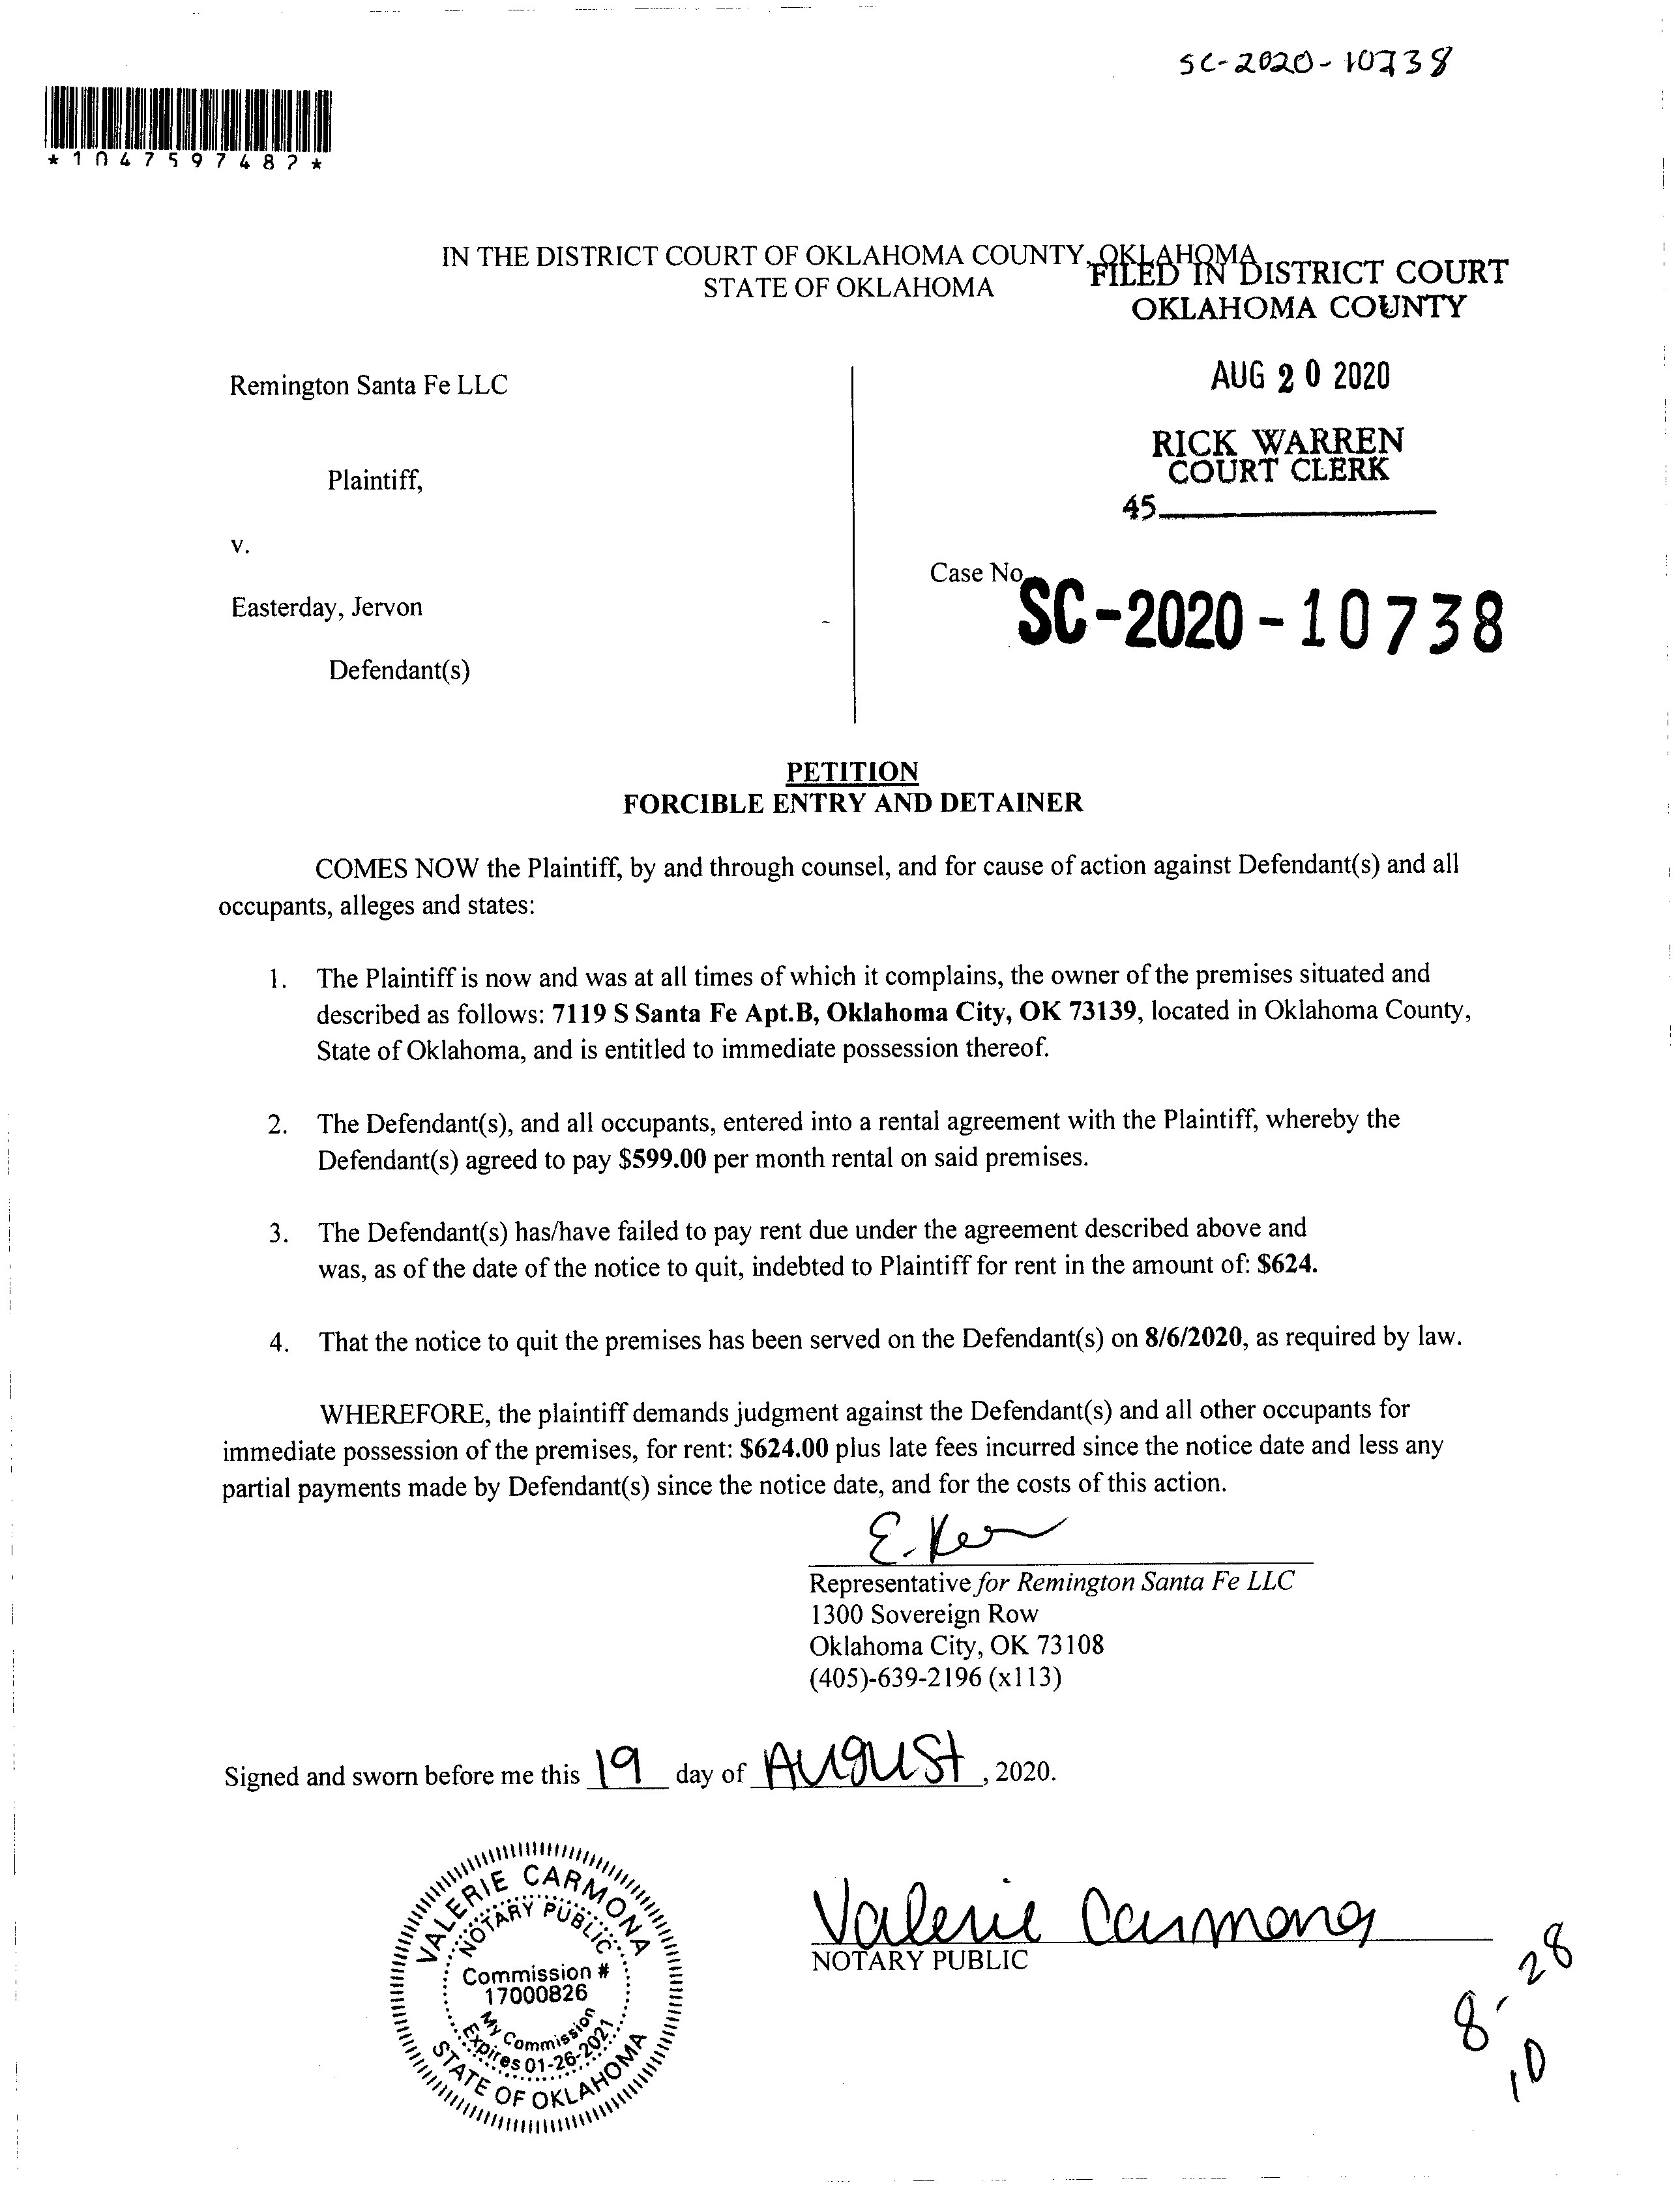 SC-2020-10738
*1047597482*
IN THE DISTRICT COURT OF OKLAHOMA COUNTY, OKLAHOMA
STATE OF OKLAHOMA
FILED IN DISTRICT COURT
OKLAHOMA COUNTY
AUG 20 2020
RICK WARREN
COURT CLERK
45
Remington Santa Fe LLC
Plaintiff,
v.
Easterday, Jervon
Defendant(s)
Case No.
SC-2020-10738
PETITION
FORCIBLE ENTRY AND DETAINER
COMES NOW the Plaintiff, by and through counsel, and for cause of action against Defendant(s) and all
occupants, alleges and states:
1. The Plaintiff is now and was at all times of which it complains, the owner of the premises situated and
described as follows: 7119 S Santa Fe Apt.B, Oklahoma City, OK 73139, located in Oklahoma County,
State of Oklahoma, and is entitled to immediate possession thereof.
2. The Defendant(s), and all occupants, entered into a rental agreement with the Plaintiff, whereby the
Defendant(s) agreed to pay $599.00 per month rental on said premises.
3. The Defendant(s) has/have failed to pay rent due under the agreement described above and
was, as of the date of the notice to quit, indebted to Plaintiff for rent in the amount of: $624.
4. That the notice to quit the premises has been served on the Defendant(s) on 8/6/2020, as required by law.
WHEREFORE, the plaintiff demands judgment against the Defendant(s) and all other occupants for
immediate possession of the premises, for rent: $624.00 plus late fees incurred since the notice date and less any
partial payments made by Defendant(s) since the notice date, and for the costs of this action.
E. Ker
Representative for Remington Santa Fe LLC
1300 Sovereign Row
Oklahoma City, OK 73108
(405)-639-2196 (x113)
Signed and sworn before me this 19 day of AUGUST, 2020.
VALERIE CARMONA
NOTARY PUBLIC
Commission #
17000826
My Commission
Expires 01-26-2021
STATE OF OKLAHOMA
Valerie Carmona
NOTARY PUBLIC
8-28
10